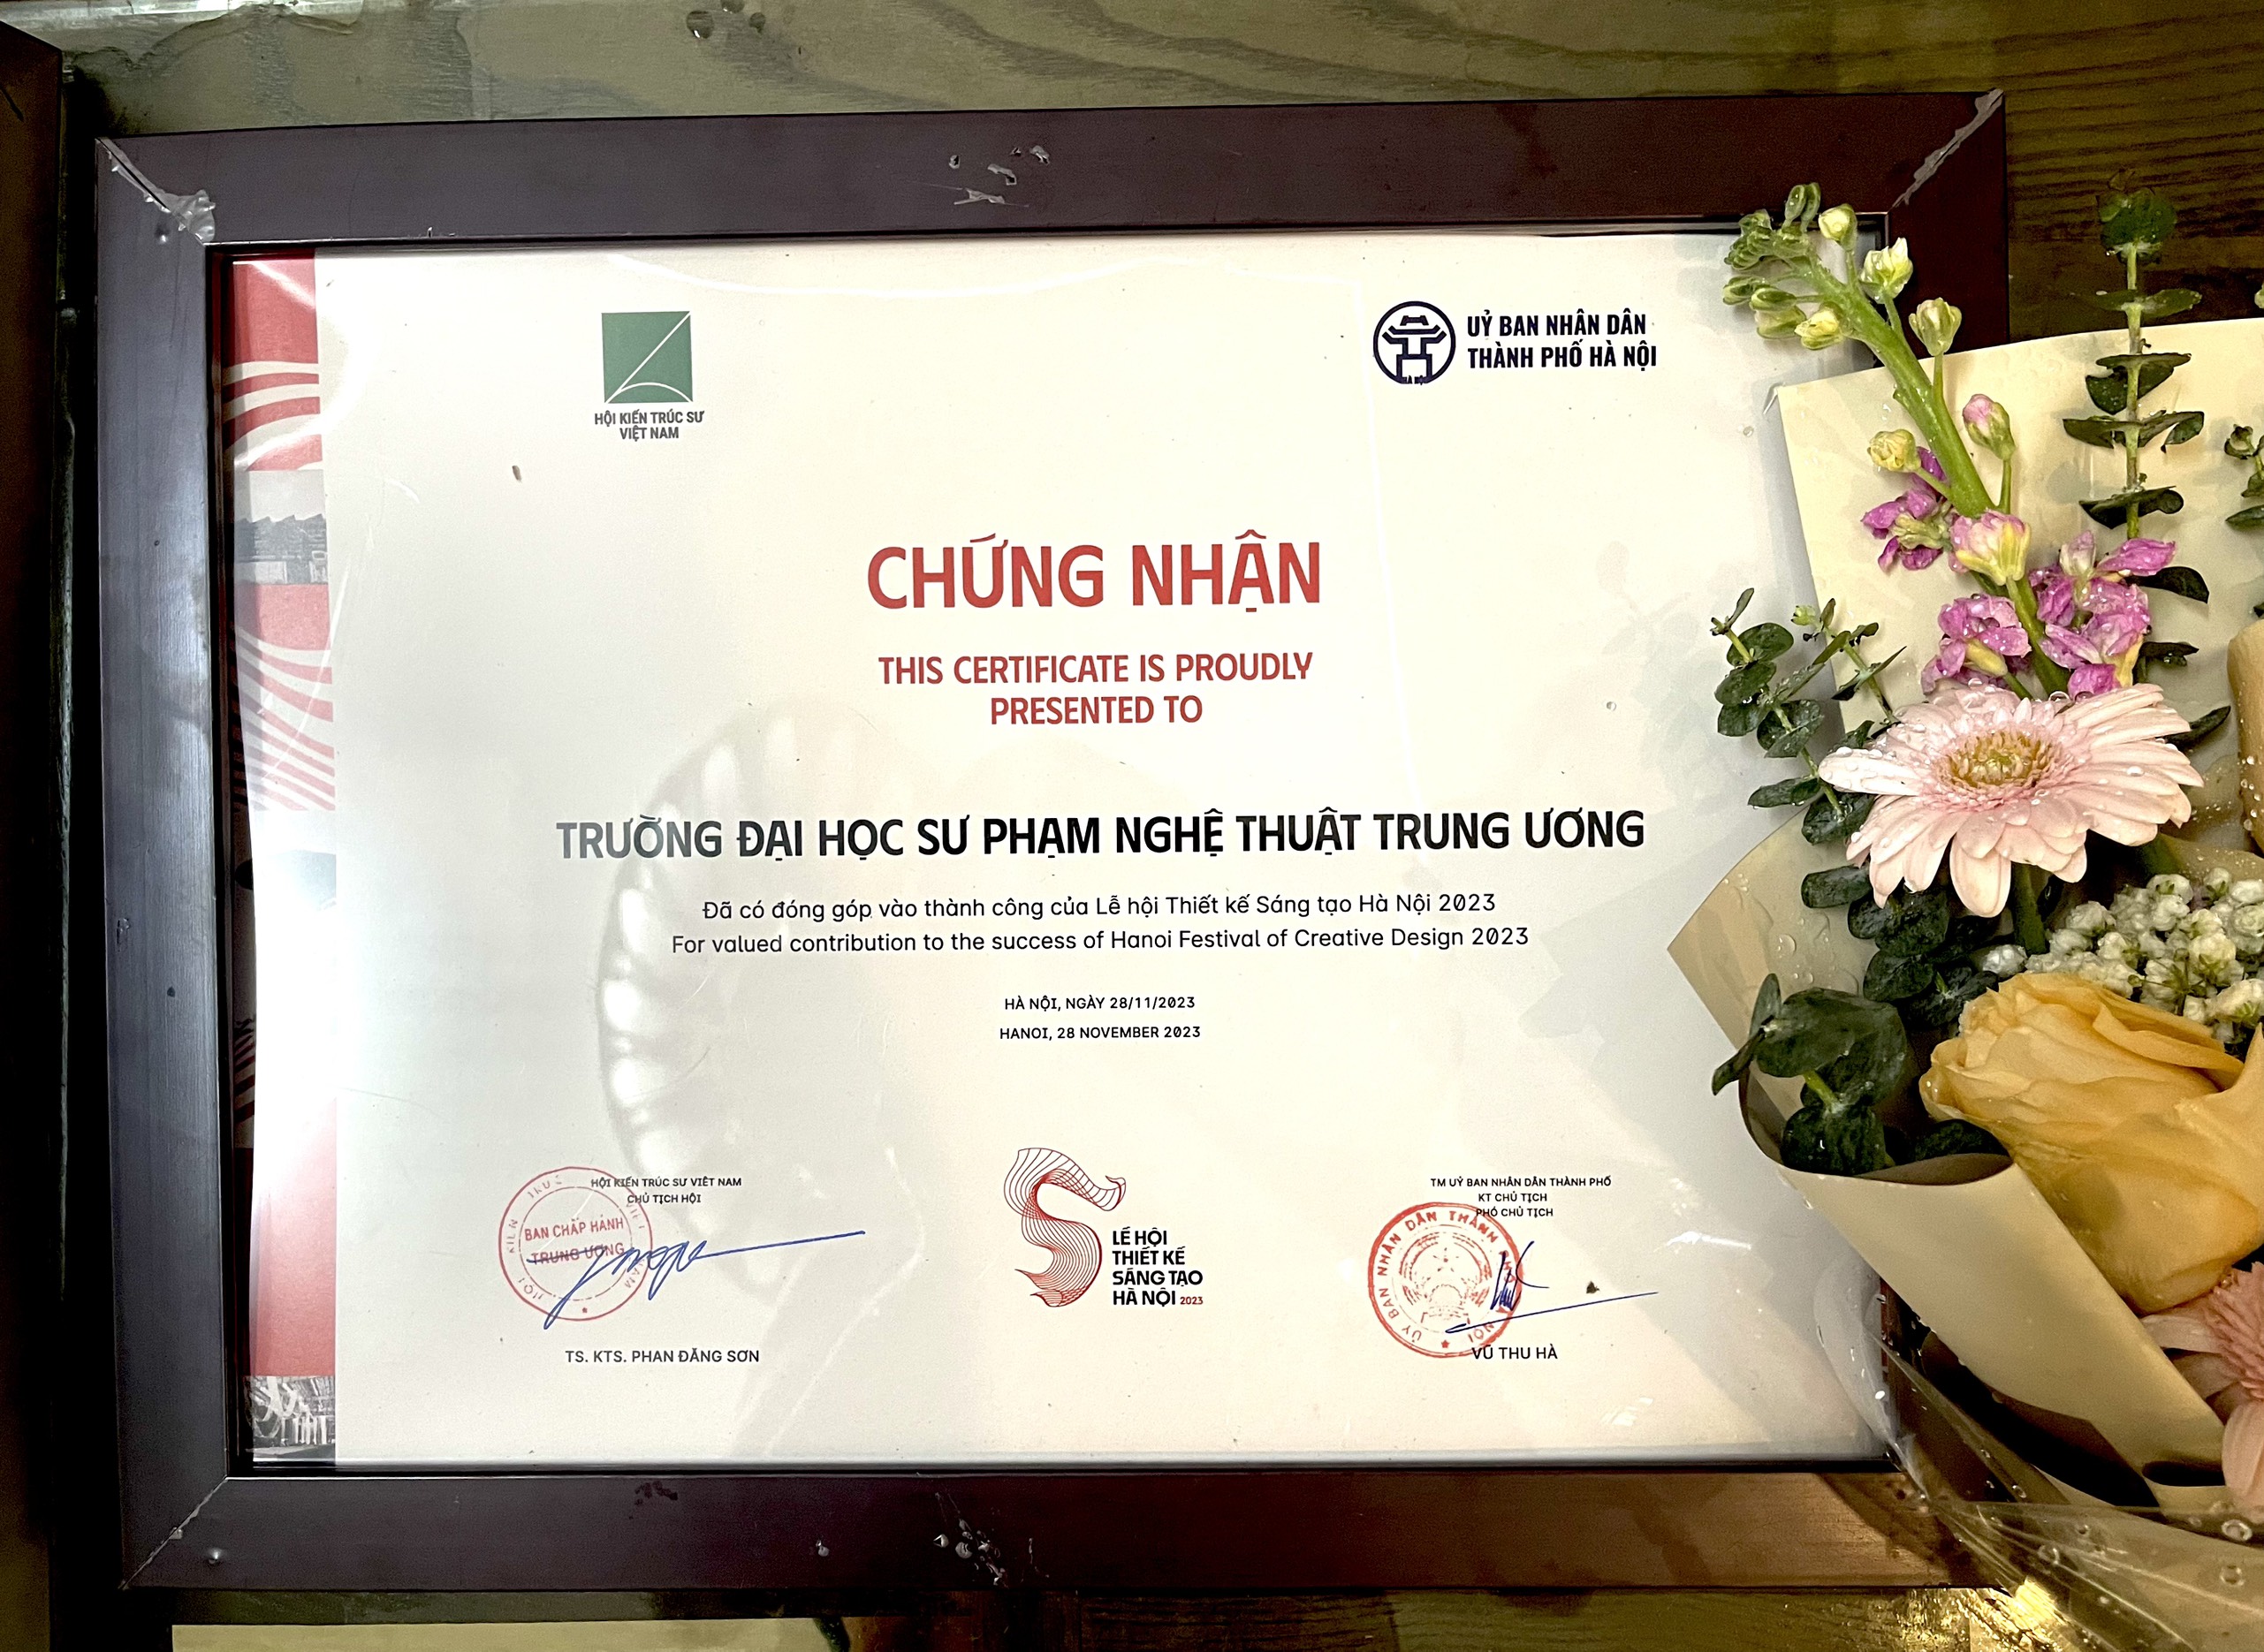 HỘI KIẾN TRÚC SƯ
VIỆT NAM
UỶ BAN NHÂN DÂN
THÀNH PHỐ HÀ NỘI
HÀ NỘI
CHỨNG NHẬN
THIS CERTIFICATE IS PROUDLY
PRESENTED TO
TRƯỜNG ĐẠI HỌC SƯ PHẠM NGHỆ THUẬT TRUNG ƯƠNG
Đã có đóng góp vào thành công của Lễ hội Thiết kế Sáng tạo Hà Nội 2023
For valued contribution to the success of Hanoi Festival of Creative Design 2023
HÀ NỘI, NGÀY 28/11/2023
HANOI, 28 NOVEMBER 2023
HỘI KIẾN TRÚC SƯ VIỆT NAM
CHỦ TỊCH HỘI
BAN CHẤP HÀNH
TRUNG ƯƠNG
TS. KTS. PHAN ĐĂNG SƠN
LỄ HỘI
THIẾT KẾ
SÁNG TẠO
HÀ NỘI 2023
TM UỶ BAN NHÂN DÂN THÀNH PHỐ
KT CHỦ TỊCH
PHÓ CHỦ TỊCH
ỦY BAN NHÂN DÂN THÀNH PHỐ HÀ NỘI
VŨ THU HÀ